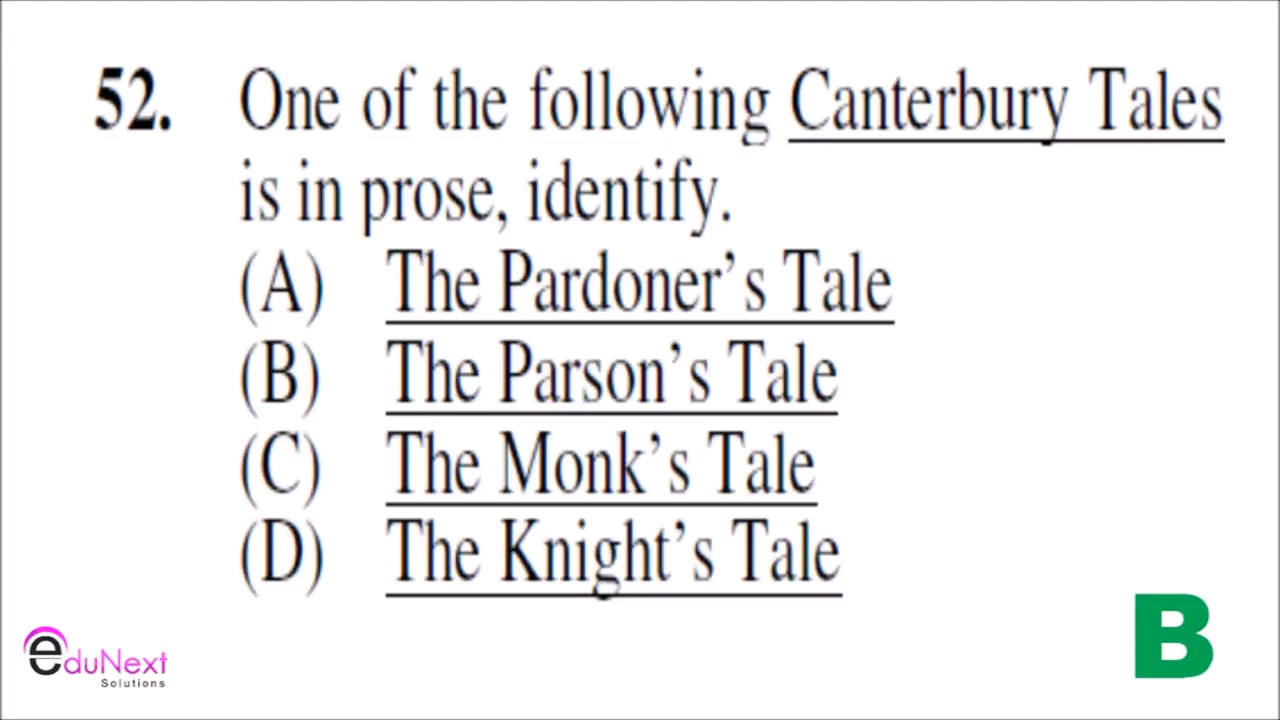 52. One of the following Canterbury Tales
is in prose, identify.
(A) The Pardoner’s Tale
(B) The Parson’s Tale
(C) The Monk’s Tale
(D) The Knight’s Tale
B
eduNext
Solutions